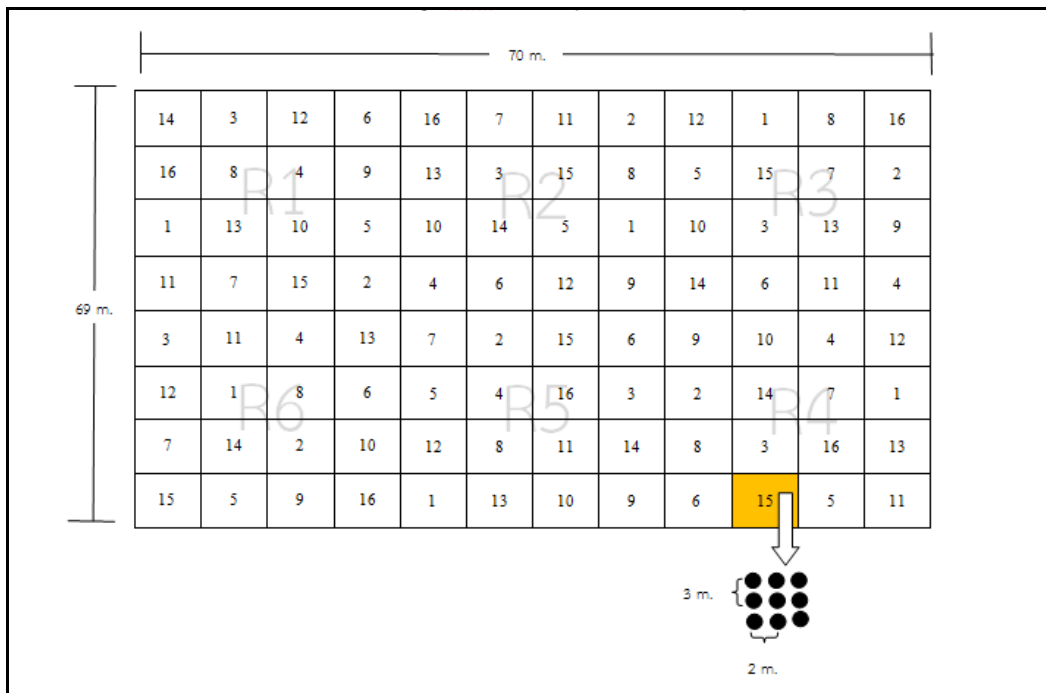 70 m.
14 3 12 6 16 7 11 2 12 1 8 16
16 8 4 9 13 3 15 8 5 15 7 2
R1 R2 R3
1 13 10 5 10 14 5 1 10 3 13 9
11 7 15 2 4 6 12 9 14 6 11 4
69 m.
3 11 4 13 7 2 15 6 9 10 4 12
12 1 8 6 5 4 16 3 2 14 7 1
R6 R5 R4
7 14 2 10 12 8 11 14 8 3 16 13
15 5 9 16 1 13 10 9 6 15 5 11
3 m.
2 m.